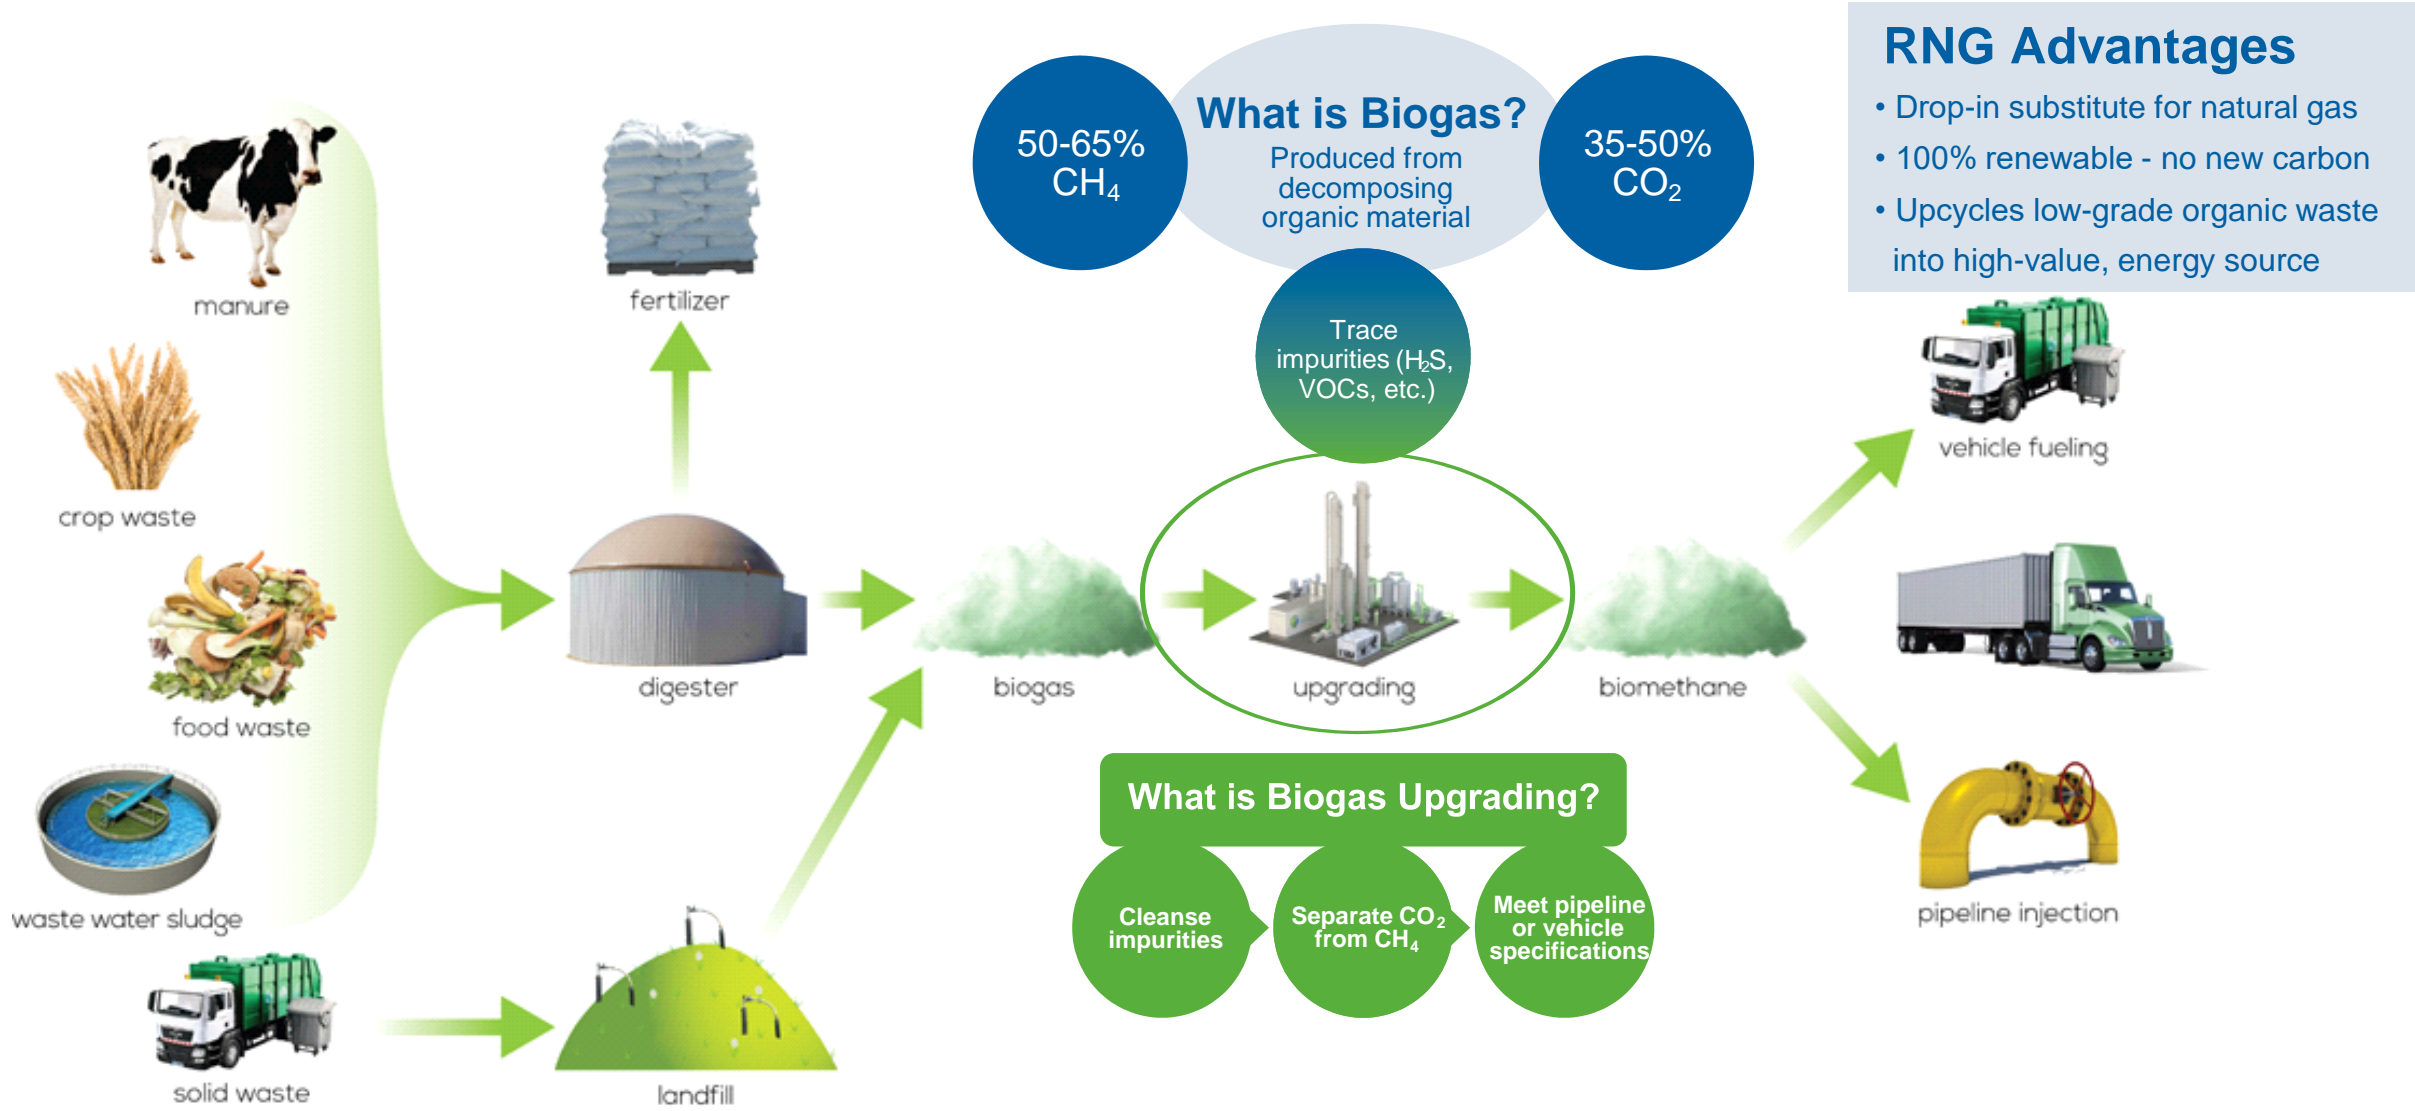 RNG Advantages
• Drop-in substitute for natural gas
• 100% renewable - no new carbon
• Upcycles low-grade organic waste
into high-value, energy source
What is Biogas?
Produced from
decomposing
organic material
50-65%
CH₄
35-50%
CO₂
Trace
impurities (H₂S,
VOCs, etc.)
manure
crop waste
food waste
waste water sludge
solid waste
fertilizer
digester
landfill
biogas
upgrading
biomethane
vehicle fueling
pipeline injection
What is Biogas Upgrading?
Cleanse
impurities
Separate CO₂
from CH₄
Meet pipeline
or vehicle
specifications